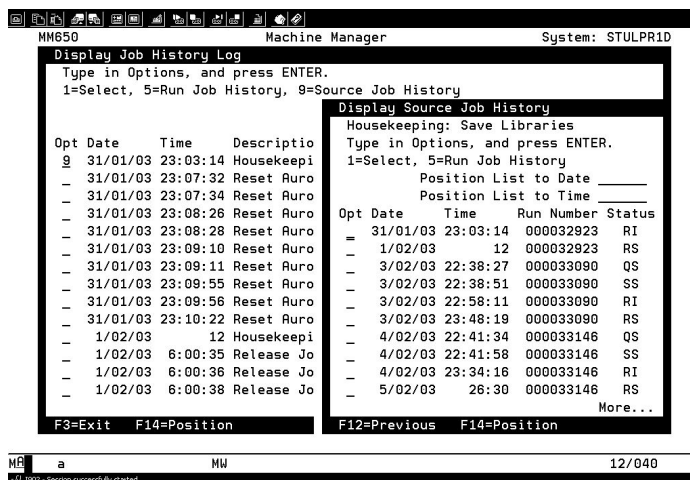 MM650 Machine Manager System: STULPR1D
Display Job History Log
Type in Options, and press ENTER.
1=Select, 5=Run Job History, 9=Source Job History
Opt Date Time Descriptio
9 31/01/03 23:03:14 Housekeepi
_ 31/01/03 23:07:32 Reset Auro
_ 31/01/03 23:07:34 Reset Auro
_ 31/01/03 23:08:26 Reset Auro
_ 31/01/03 23:08:28 Reset Auro
_ 31/01/03 23:09:10 Reset Auro
_ 31/01/03 23:09:11 Reset Auro
_ 31/01/03 23:09:55 Reset Auro
_ 31/01/03 23:09:56 Reset Auro
_ 31/01/03 23:10:22 Reset Auro
_ 1/02/03 12 Housekeepi
_ 1/02/03 6:00:35 Release Jo
_ 1/02/03 6:00:36 Release Jo
_ 1/02/03 6:00:38 Release Jo
F3=Exit F14=Position
Display Source Job History
Housekeeping: Save Libraries
Type in Options, and press ENTER.
1=Select, 5=Run Job History
Position List to Date ______
Position List to Time ______
Opt Date Time Run Number Status
_ 31/01/03 23:03:14 000032923 RI
_ 1/02/03 12 000032923 RS
_ 3/02/03 22:38:27 000033090 QS
_ 3/02/03 22:38:51 000033090 SS
_ 3/02/03 22:58:11 000033090 RI
_ 3/02/03 23:48:19 000033090 RS
_ 4/02/03 22:41:34 000033146 QS
_ 4/02/03 22:41:58 000033146 SS
_ 4/02/03 23:34:16 000033146 RI
_ 5/02/03 26:30 000033146 RS
More...
F12=Previous F14=Position
MA a MW 12/040
I902 - Session successfully started